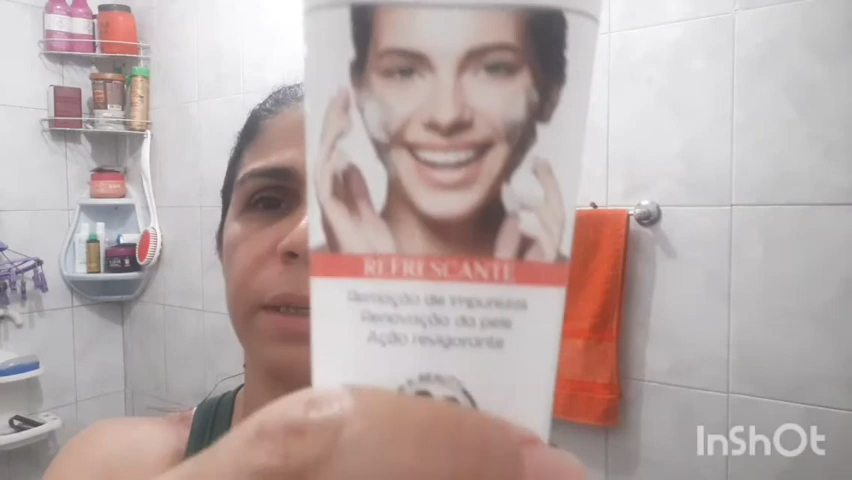 REFRESCANTE
Remoção de impurezas
Renovação da pele
Ação revigorante
InShOt